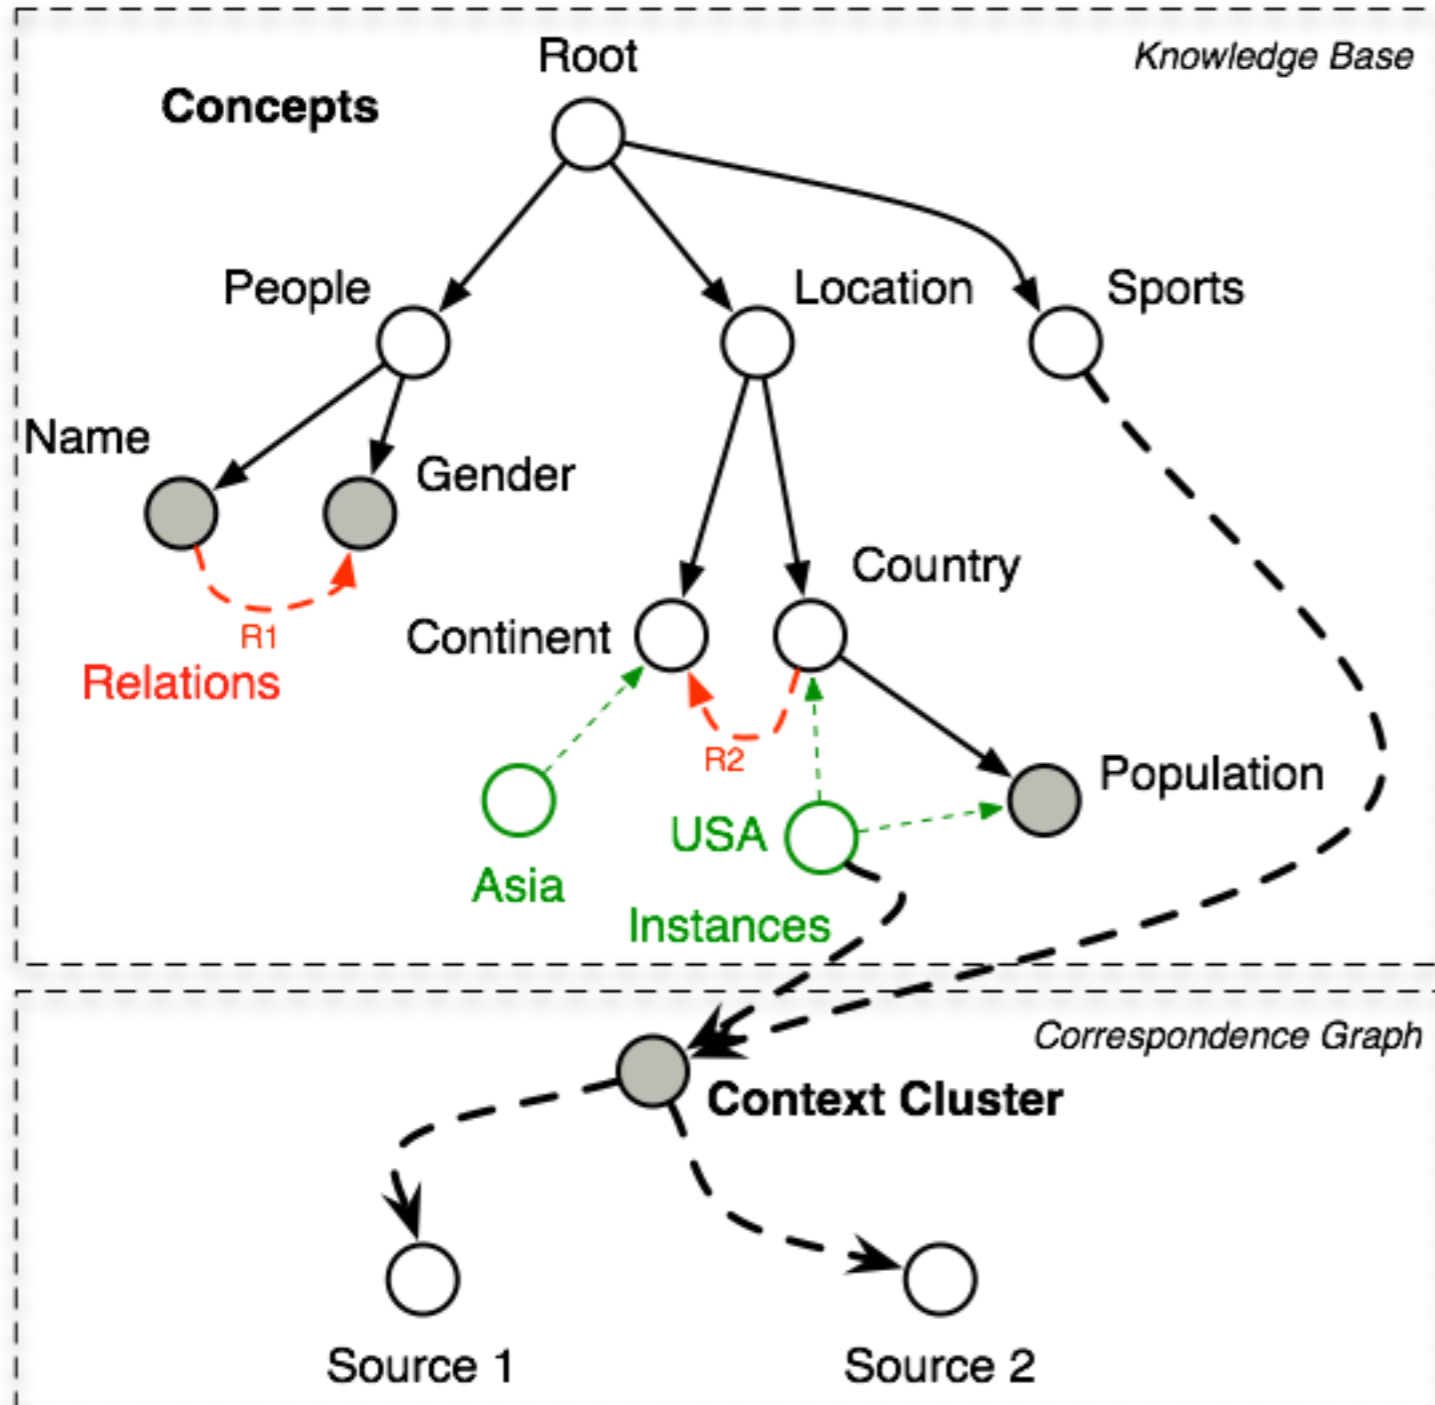 Root
Knowledge Base
Concepts
People
Location
Sports
Name
Gender
Country
Continent
R1
Relations
R2
Population
USA
Asia
Instances
Correspondence Graph
Context Cluster
Source 1
Source 2